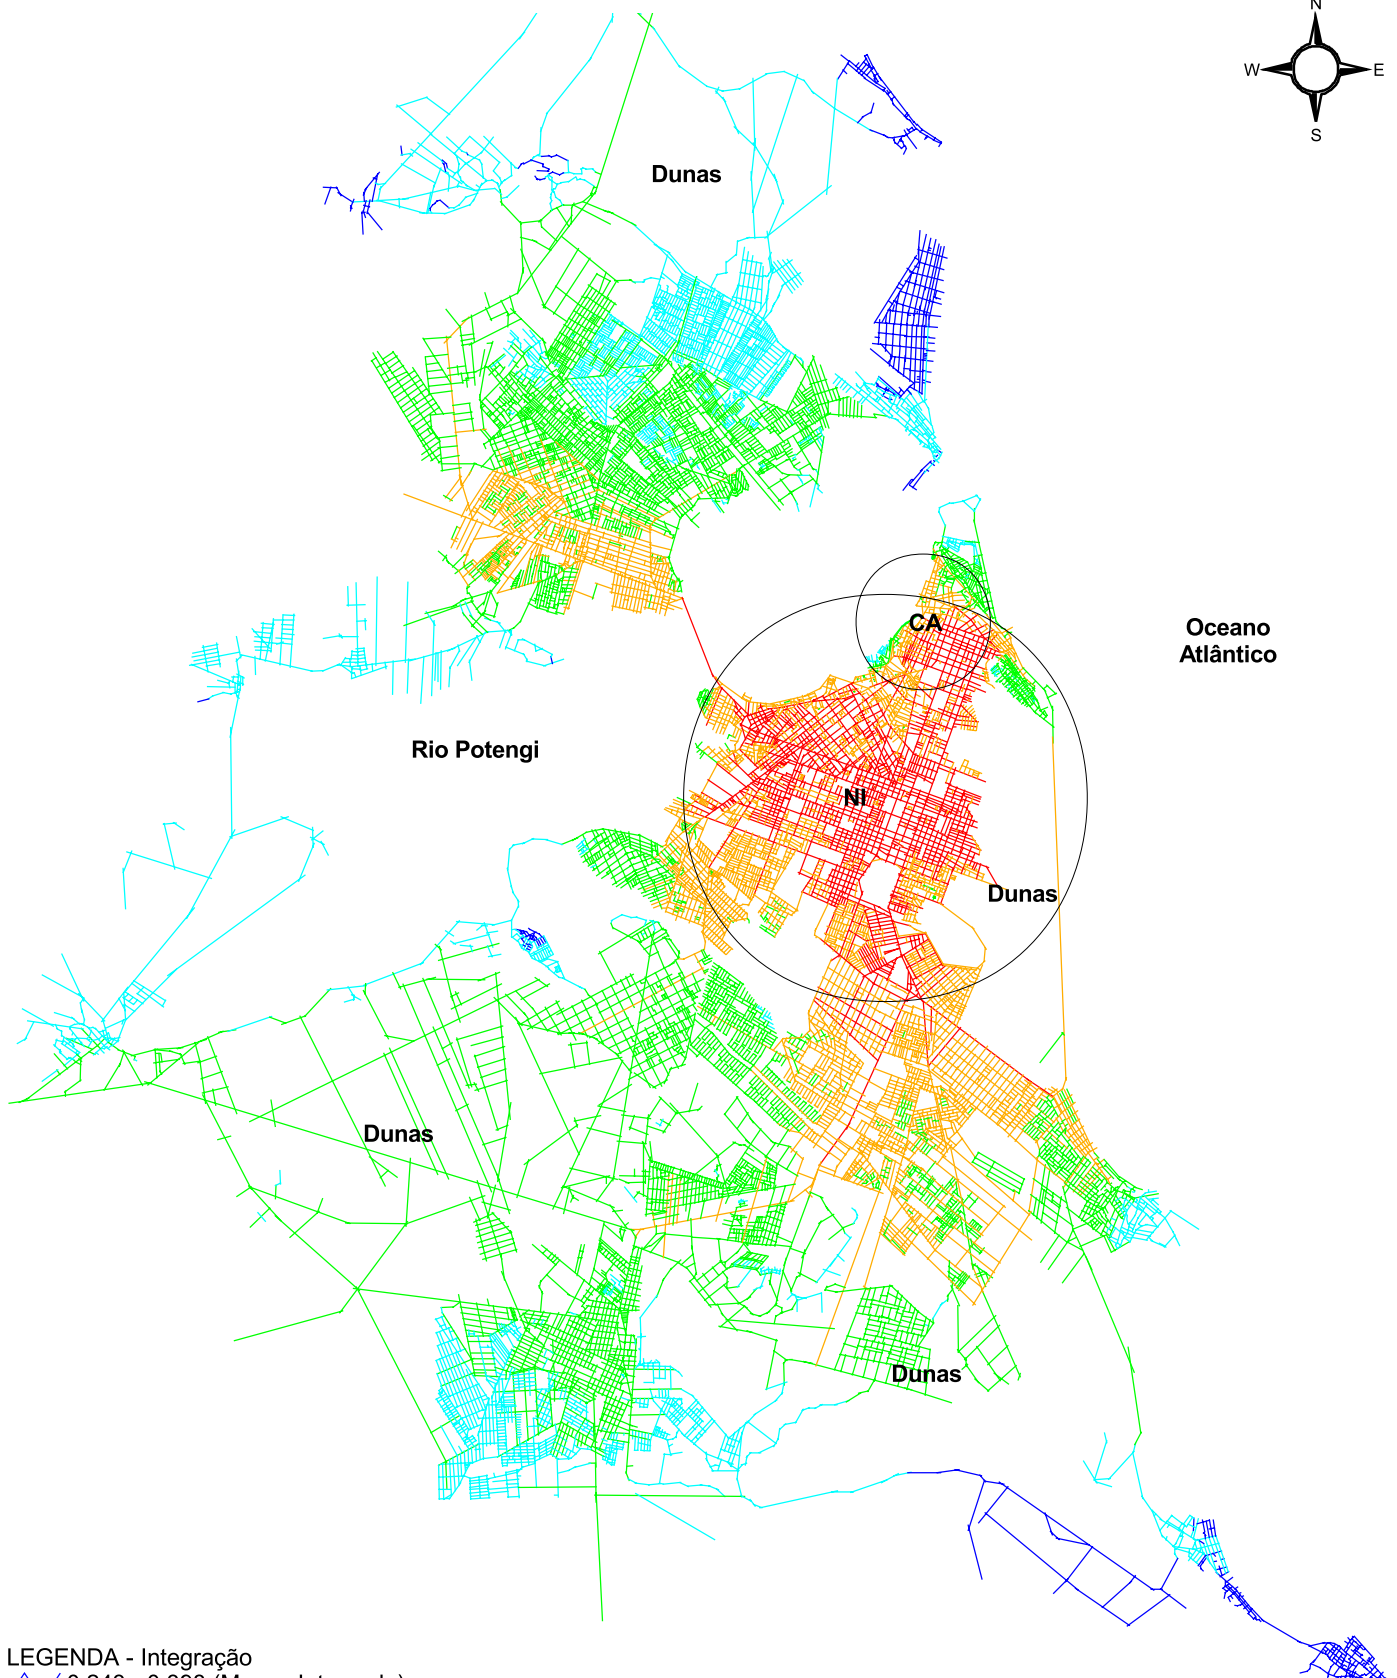 N
W E
S
Dunas
CA
Oceano
Atlântico
Rio Potengi
NI
Dunas
Dunas
Dunas
LEGENDA - Integração